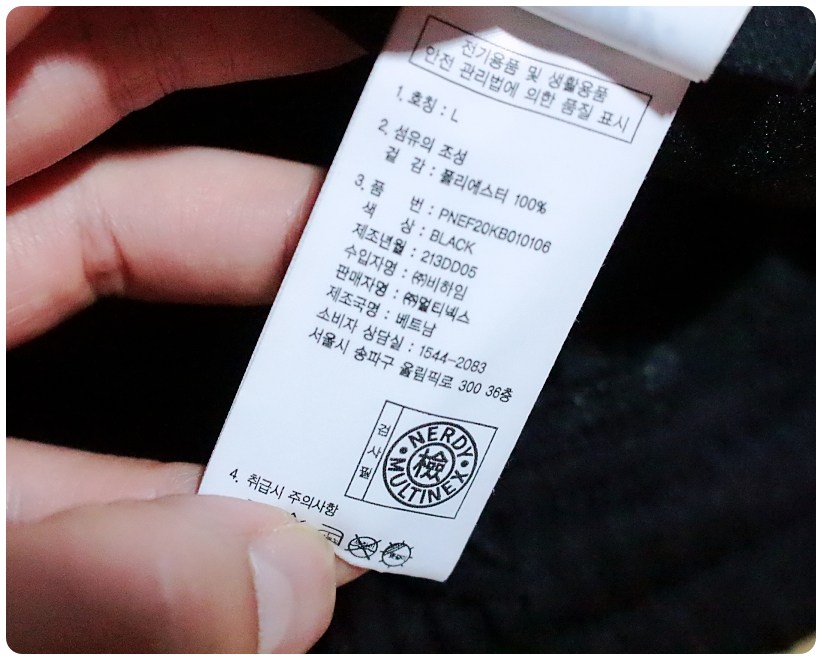 전기용품 및 생활용품
안전 관리법에 의한 품질 표시
1. 호칭 : L
2. 섬유의 조성
겉 감 : 폴리에스터 100%
3. 품 번 : PNEF20KB010106
색 상 : BLACK
제조년월 : 213DD05
수입자명 : ㈜비하임
판매자명 : ㈜멀티넥스
제조국명 : 베트남
소비자 상담실 : 1544-2083
서울시 송파구 올림픽로 300 36층
검사필
NERDY
檢
MULTINEX
4. 취급시 주의사항